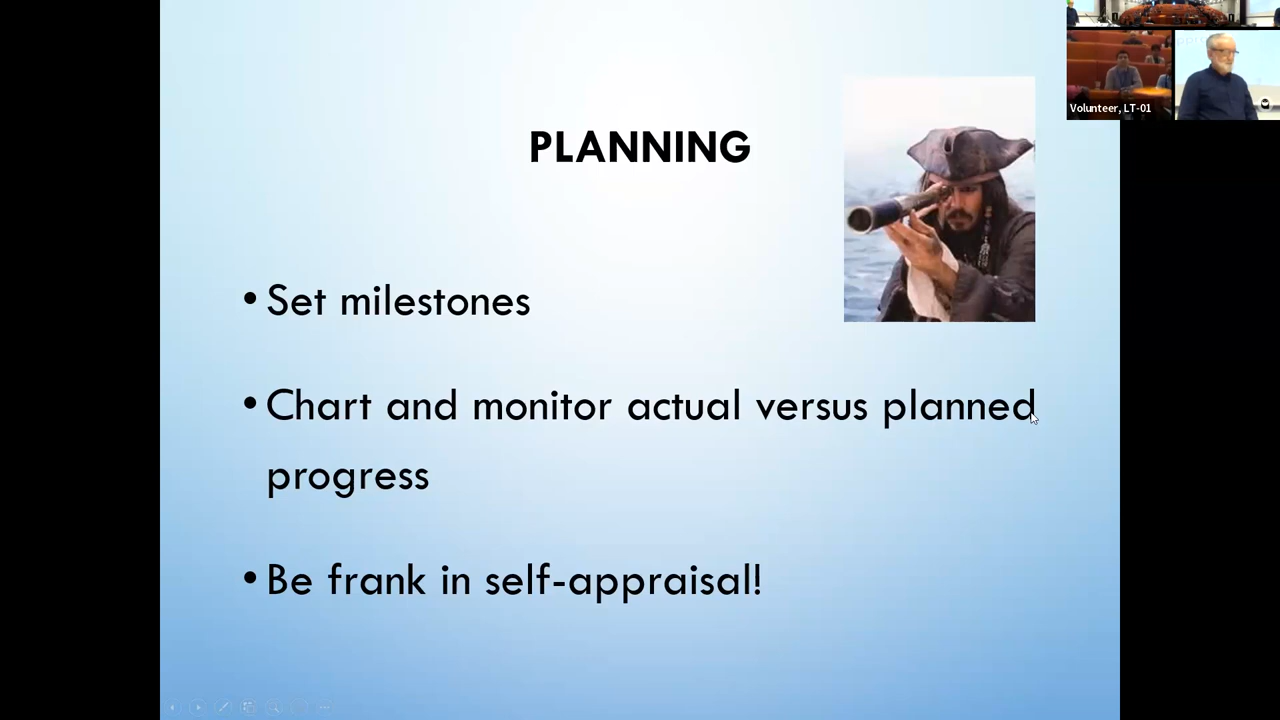 PLANNING
• Set milestones
• Chart and monitor actual versus planned
progress
• Be frank in self-appraisal!
Volunteer, LT-01